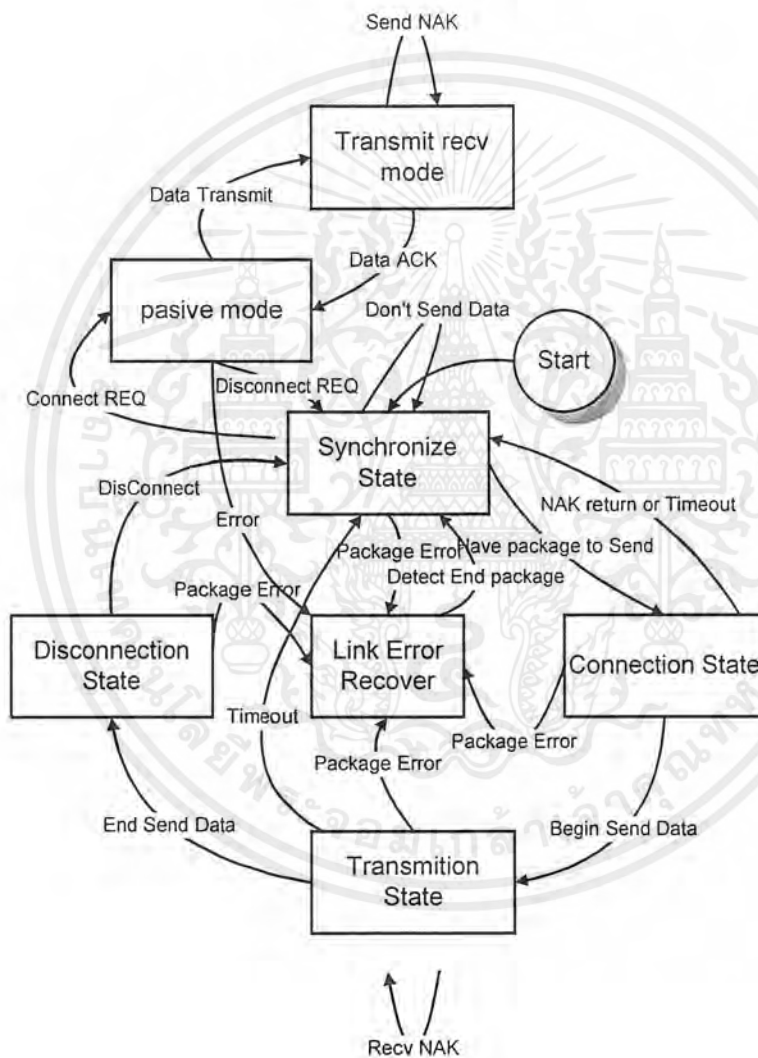 Send NAK
Transmit recv
mode
Data Transmit
Data ACK
pasive mode
Don't Send Data
Start
Connect REQ
Disconnect REQ
Synchronize
State
DisConnect
NAK return or Timeout
Error
Package Error
Have package to Send
Detect End package
Package Error
Disconnection
State
Link Error
Recover
Connection State
Timeout
Package Error
Package Error
End Send Data
Begin Send Data
Transmition
State
Recv NAK